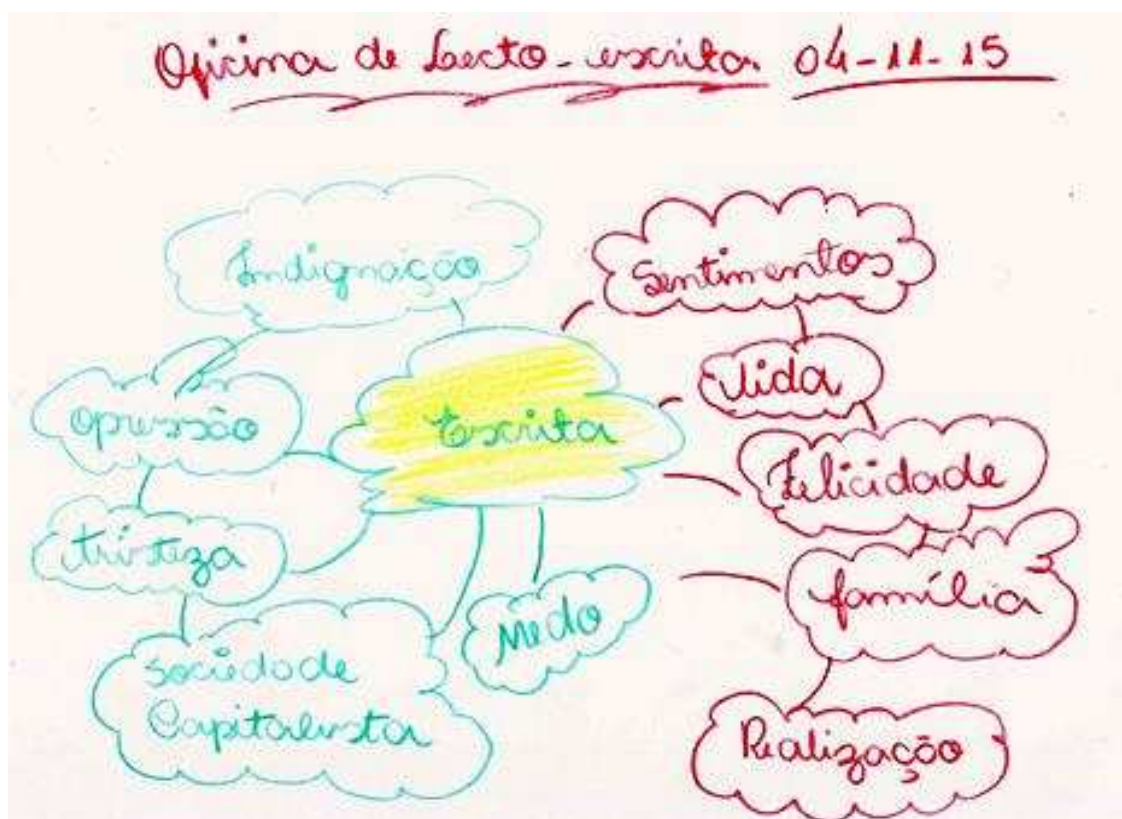 Oficina de Lecto-escrita 04-11-15
Indignação
Sentimentos
Vida
Opressão
Escrita
Felicidade
tristeza
família
Medo
Sociedade
Capitalista
Realização